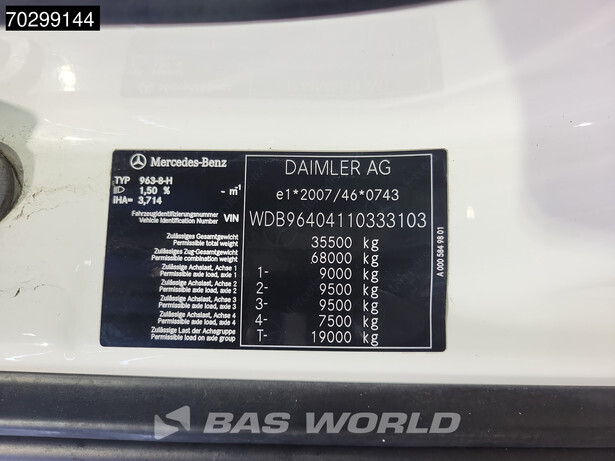 70299144
Mercedes-Benz
DAIMLER AG
TYP 963-8-H
1,50 % - m⁻¹
iHA= 3,714
e1*2007/46*0743
Fahrzeugidentifizierungsnummer
Vehicle Identification Number VIN WDB96404110333103
Zulässiges Gesamtgewicht
Permissible total weight 35500 kg
Zulässiges Zug-Gesamtgewicht
Permissible combination weight 68000 kg
Zulässige Achslast, Achse 1
Permissible axle load, axle 1 1- 9000 kg
Zulässige Achslast, Achse 2
Permissible axle load, axle 2 2- 9500 kg
Zulässige Achslast, Achse 3
Permissible axle load, axle 3 3- 9500 kg
Zulässige Achslast, Achse 4
Permissible axle load, axle 4 4- 7500 kg
Zulässige Last der Achsgruppe
Permissible load on axle group T- 19000 kg
A 000 584 98 01
BAS WORLD